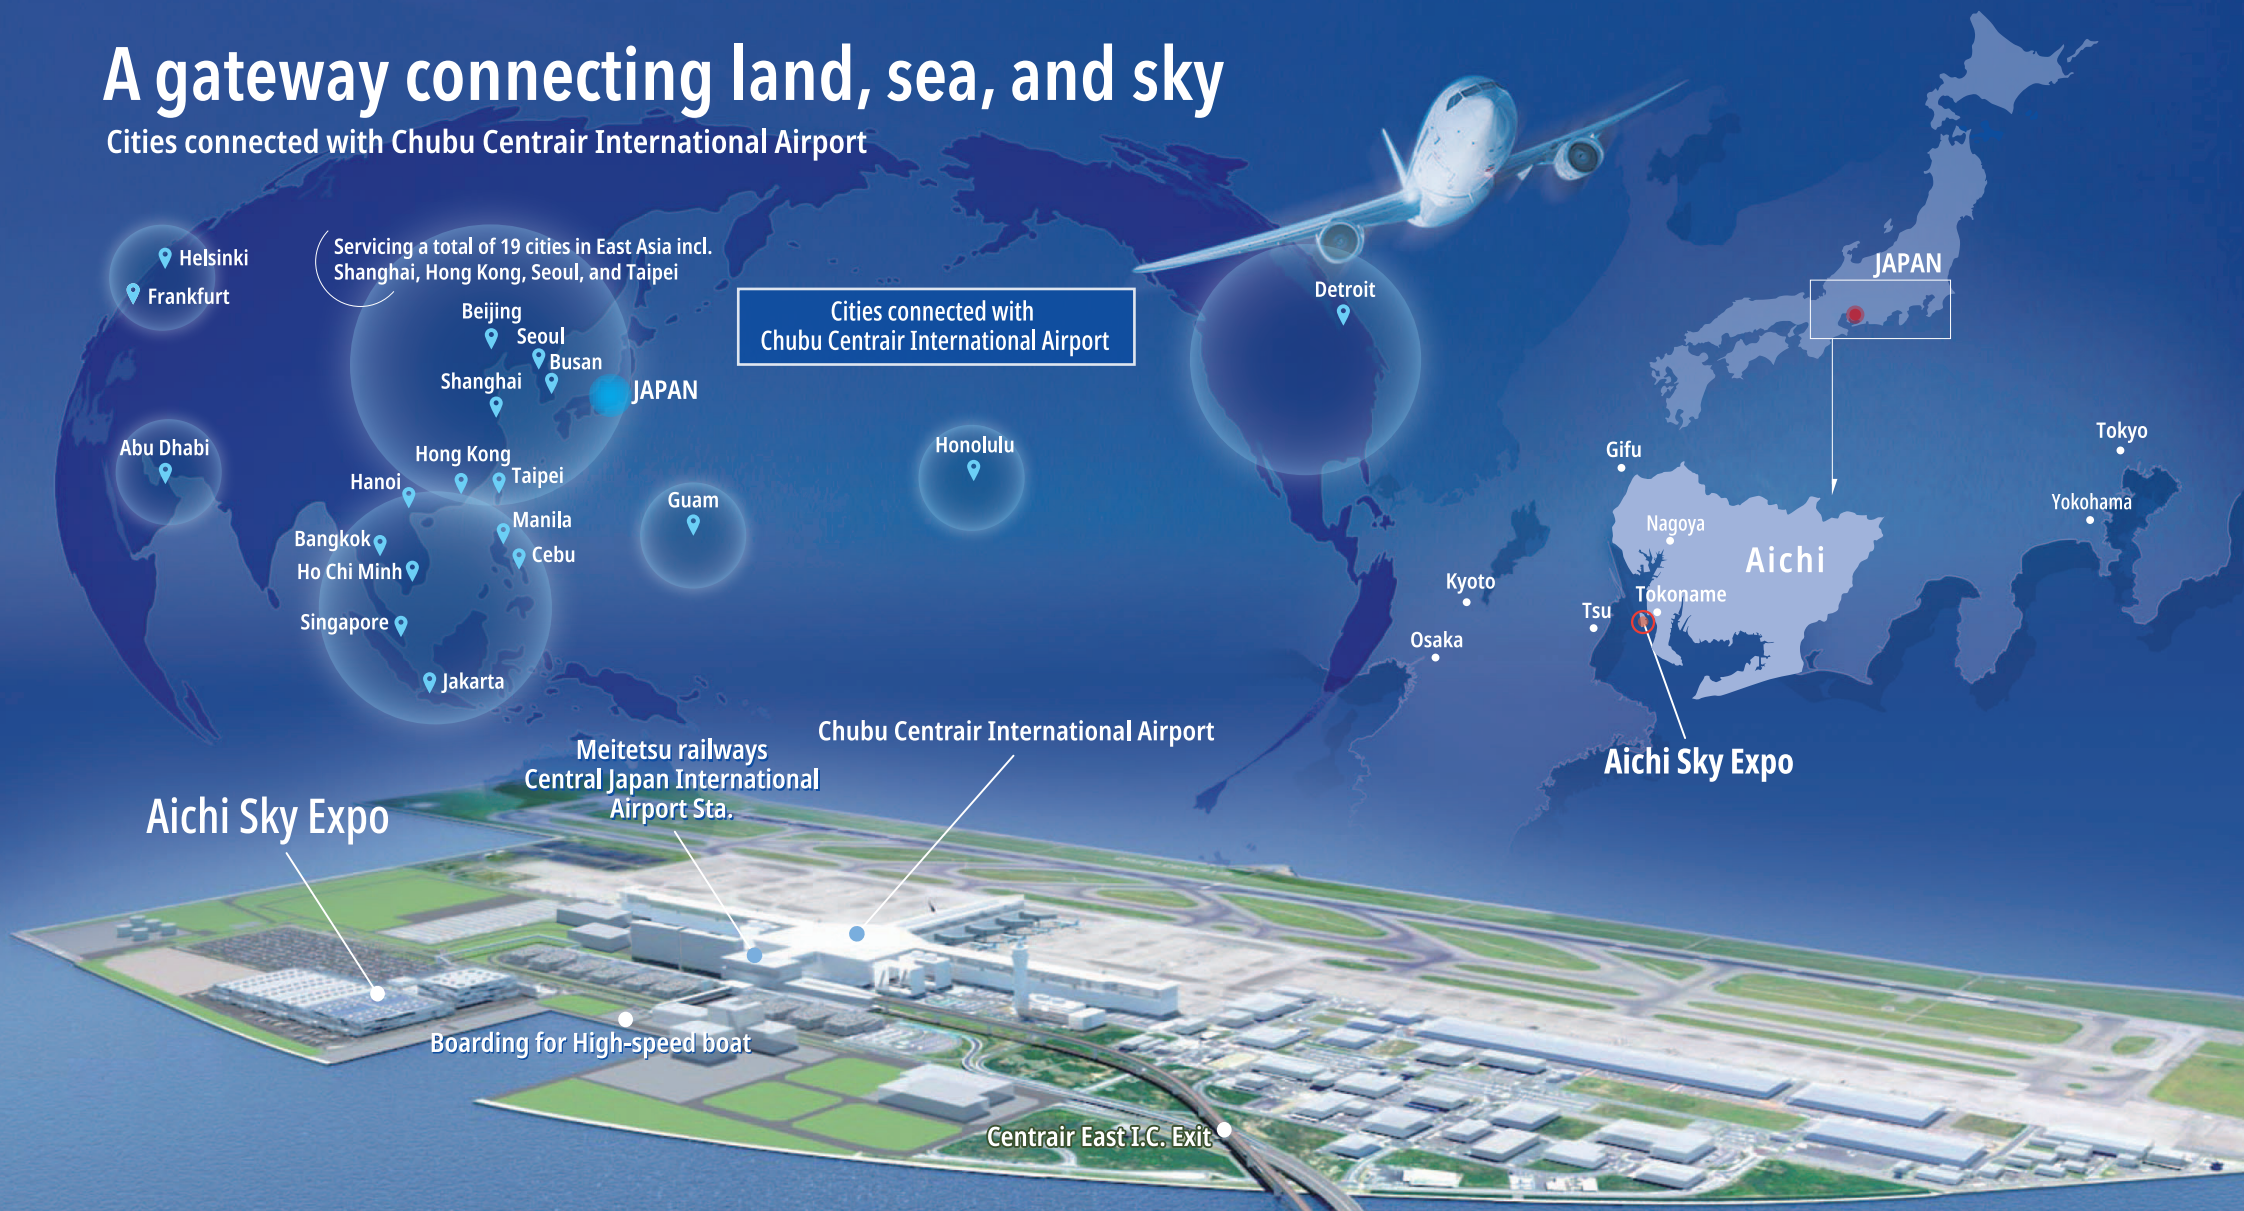 A gateway connecting land, sea, and sky
Cities connected with Chubu Centrair International Airport
Helsinki
Frankfurt
Servicing a total of 19 cities in East Asia incl.
Shanghai, Hong Kong, Seoul, and Taipei
Beijing
Seoul
Busan
Shanghai
JAPAN
Cities connected with
Chubu Centrair International Airport
Detroit
Abu Dhabi
Hong Kong
Taipei
Hanoi
Honolulu
Guam
Manila
Bangkok
Cebu
Ho Chi Minh
Singapore
Jakarta
JAPAN
Gifu
Tokyo
Yokohama
Nagoya
Aichi
Kyoto
Tokoname
Tsu
Osaka
Aichi Sky Expo
Chubu Centrair International Airport
Meitetsu railways
Central Japan International
Airport Sta.
Aichi Sky Expo
Boarding for High-speed boat
Centrair East I.C. Exit